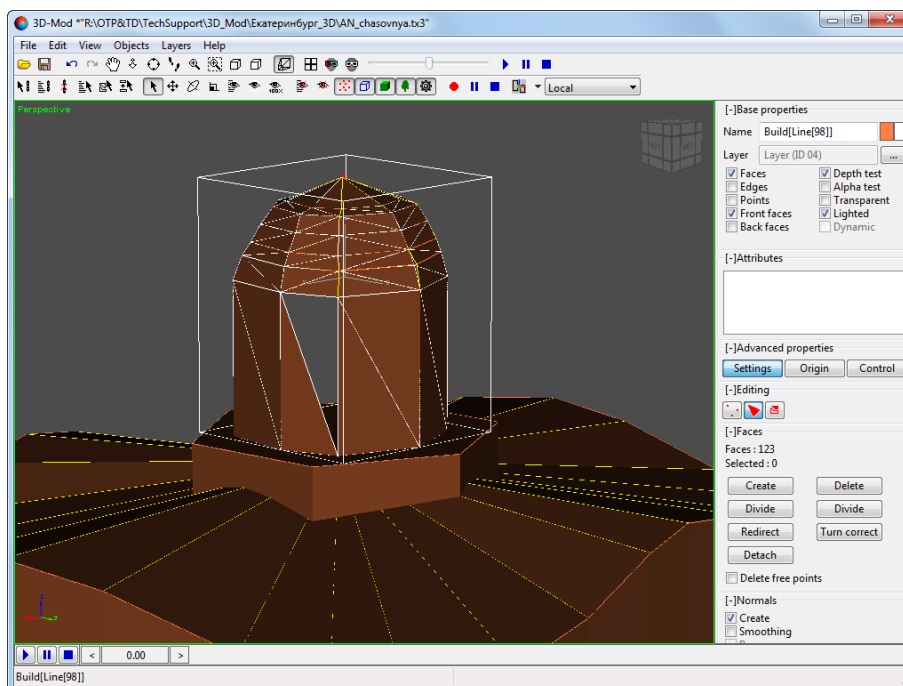 3D-Mod *"R:\OTP&TD\TechSupport\3D_Mod\Екатеринбург_3D\AN_chasovnya.tx3"
File Edit View Objects Layers Help
Local
Perspective
[-]Base properties
Name Build[Line[98]]
Layer Layer (ID 04) ...
Faces Depth test
Edges Alpha test
Points Transparent
Front faces Lighted
Back faces Dynamic
[-]Attributes
[-]Advanced properties
Settings Origin Control
[-]Editing
[-]Faces
Faces : 123
Selected : 0
Create Delete
Divide Divide
Redirect Turn correct
Detach
Delete free points
[-]Normals
Create
Smoothing
< 0.00 >
Build[Line[98]]